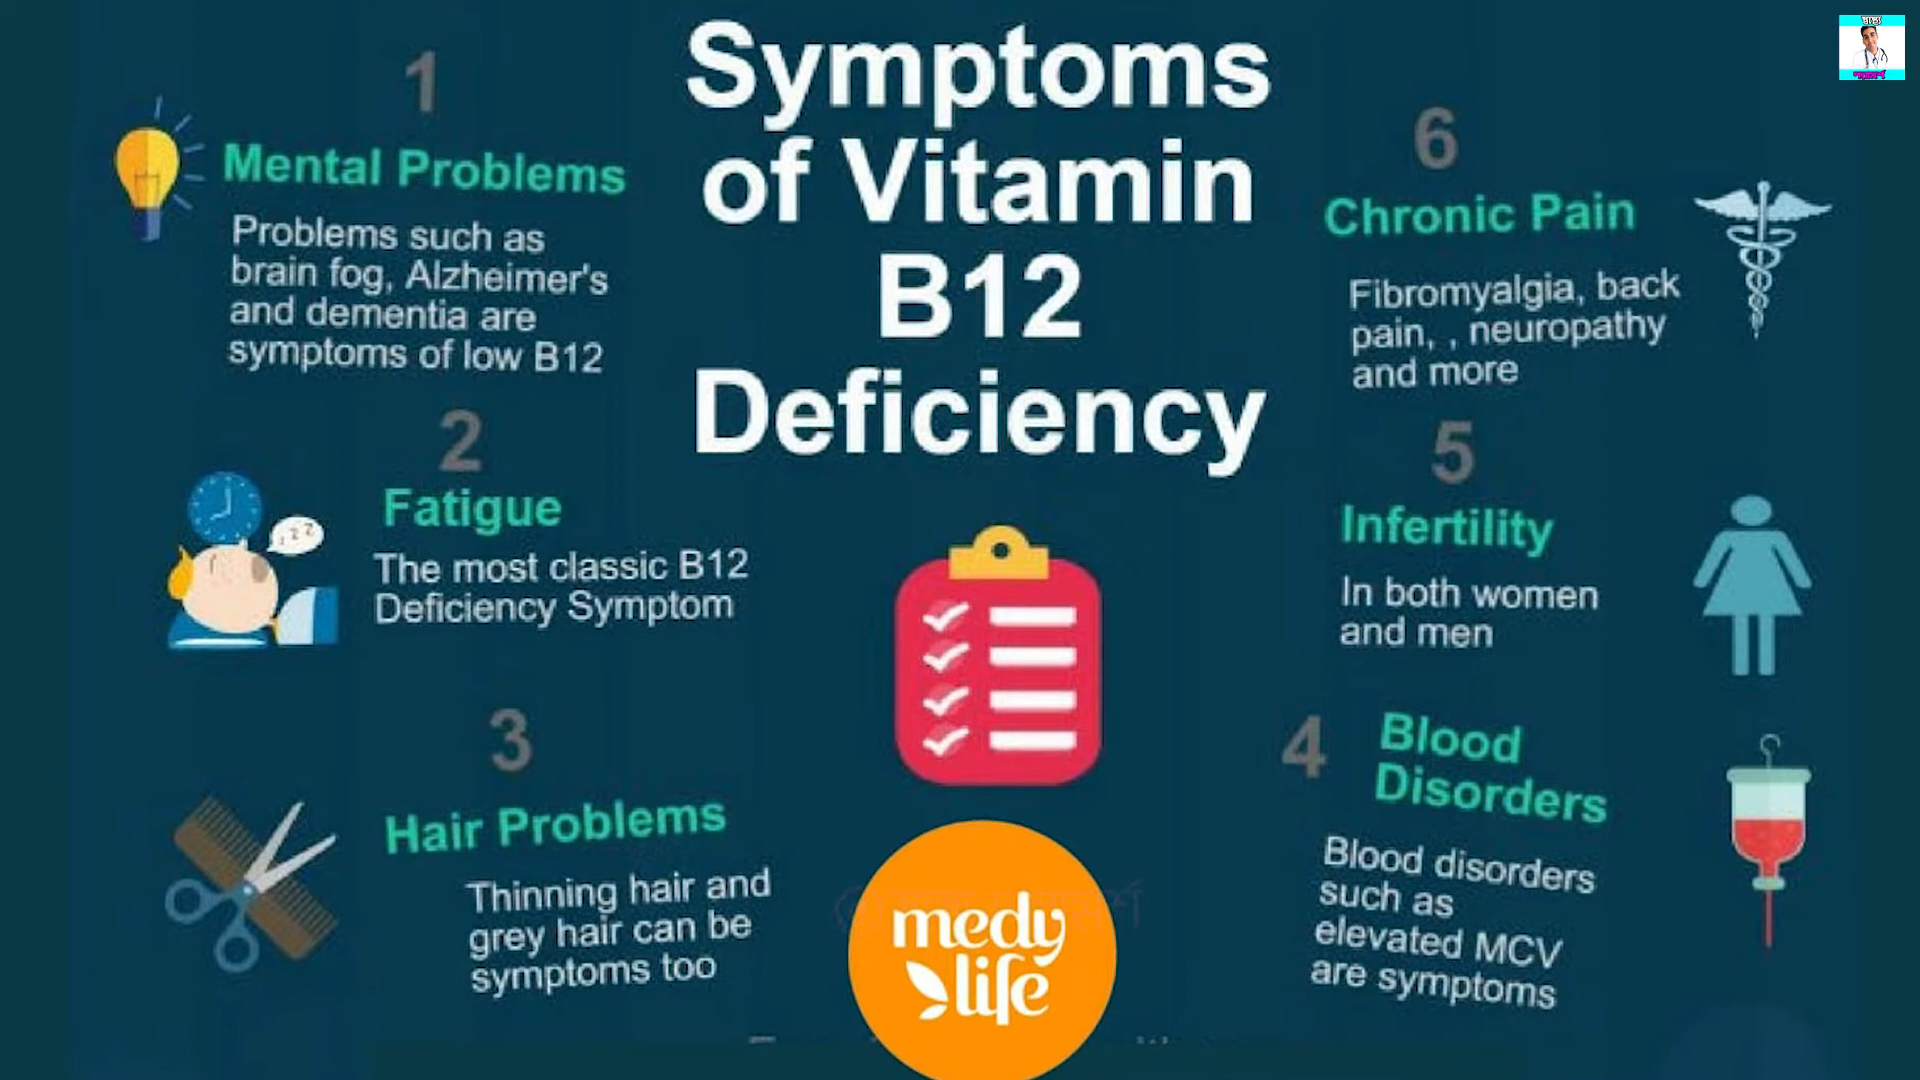 Symptoms
of Vitamin
B12
Deficiency
1
Mental Problems
Problems such as
brain fog, Alzheimer's
and dementia are
symptoms of low B12
2
Fatigue
The most classic B12
Deficiency Symptom
3
Hair Problems
Thinning hair and
grey hair can be
symptoms too
4
Blood
Disorders
Blood disorders
such as
elevated MCV
are symptoms
5
Infertility
In both women
and men
6
Chronic Pain
Fibromyalgia, back
pain, , neuropathy
and more
medy
life